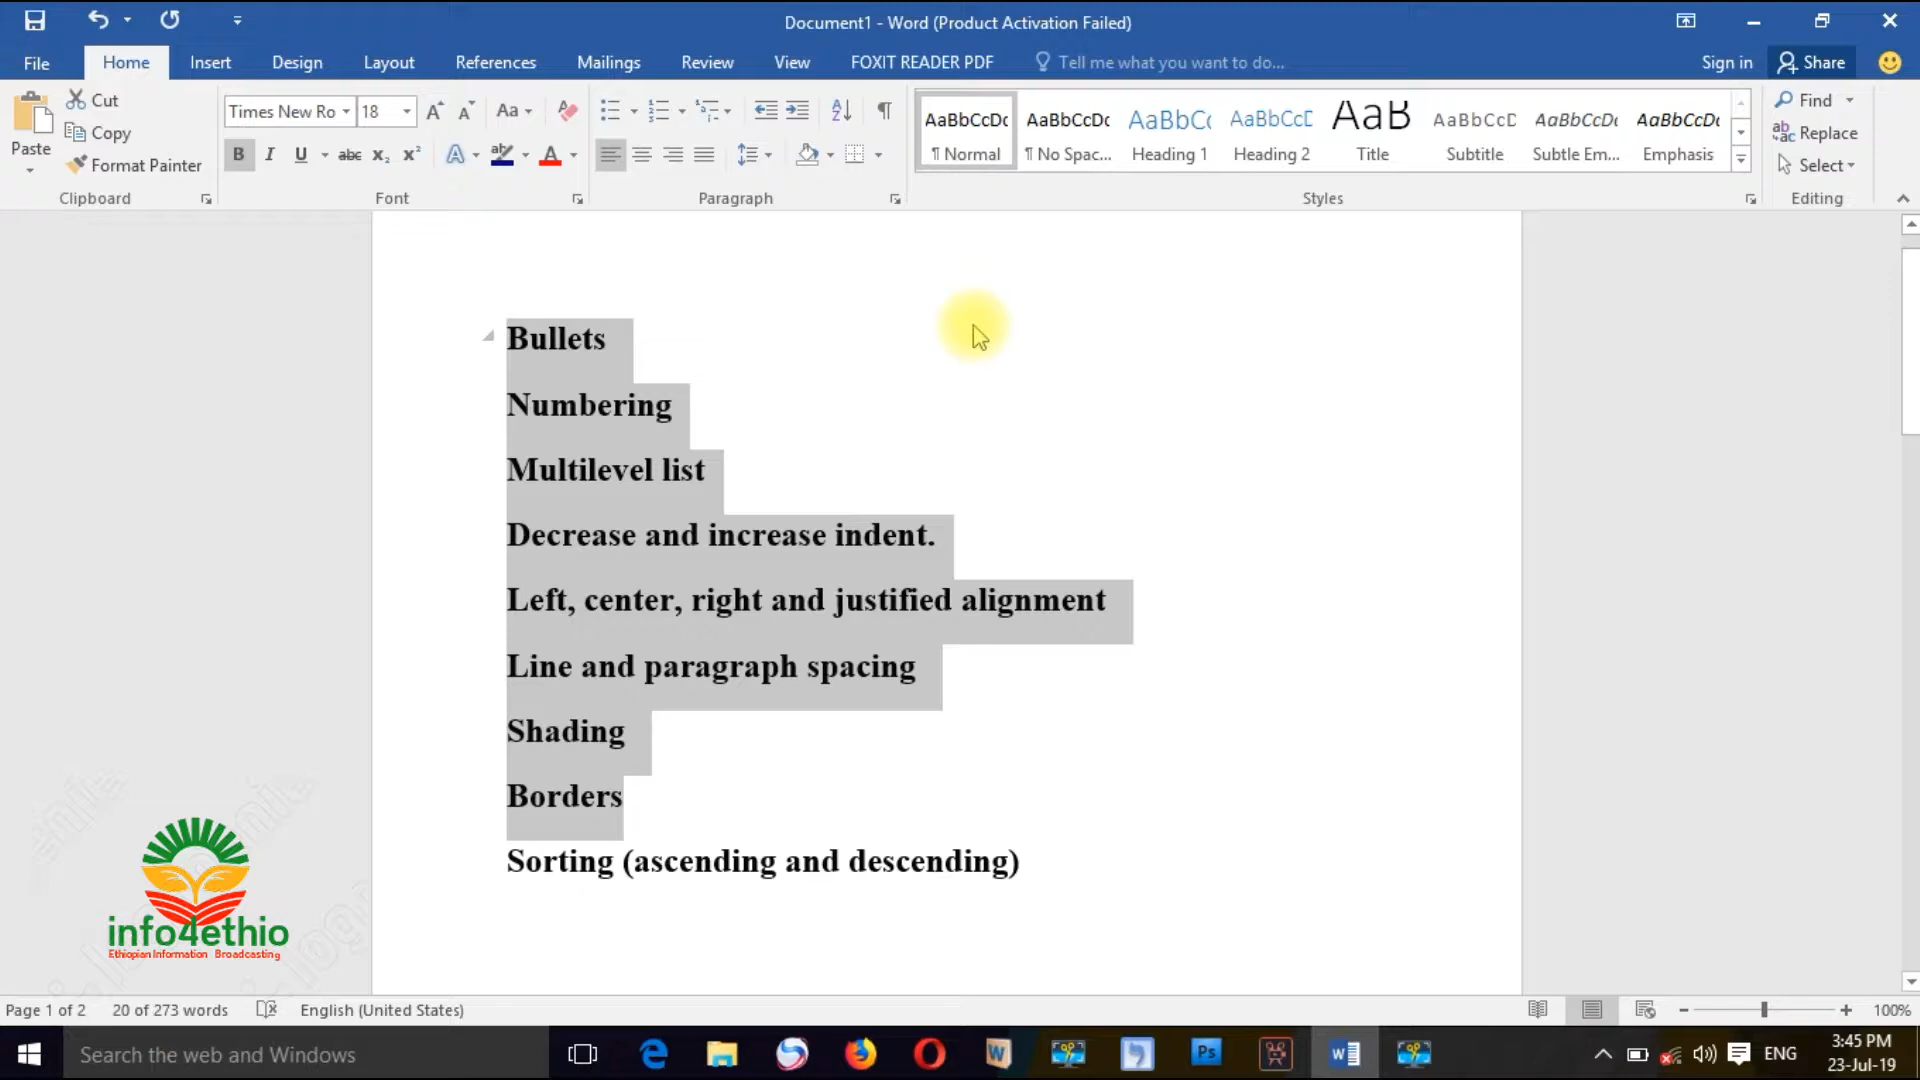 Document1 - Word (Product Activation Failed)
File Home Insert Design Layout References Mailings Review View FOXIT READER PDF Tell me what you want to do... Sign in Share
Paste
Cut
Copy
Format Painter
Clipboard
Times New Ro 18
Aa
B I U abc X₂ X²
A A
Font
Paragraph
AaBbCcDc AaBbCcDc AaBbC AaBbCcD AaB AaBbCcD AaBbCcDc AaBbCcDc
¶ Normal ¶ No Spac... Heading 1 Heading 2 Title Subtitle Subtle Em... Emphasis
Styles
Find
Replace
Select
Editing
Bullets
Numbering
Multilevel list
Decrease and increase indent.
Left, center, right and justified alignment
Line and paragraph spacing
Shading
Borders
Sorting (ascending and descending)
info4ethio
Ethiopian Information Broadcasting
Page 1 of 2 20 of 273 words English (United States) 100%
Search the web and Windows
Ps
ENG
3:45 PM
23-Jul-19